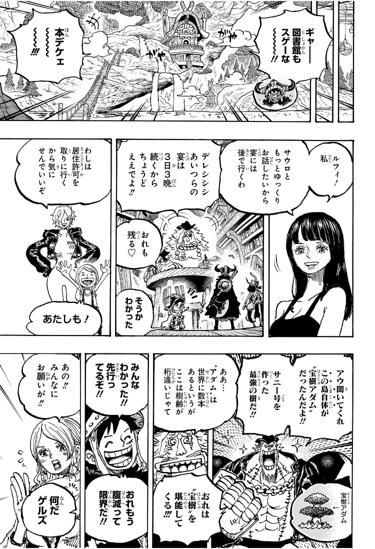 ギャー
図書館も
スゲーな
〜〜〜!!
本デケェ
〜〜〜!!!
ルフィ!
私
サウロと
もっとゆっくり
お話したいから
宴には
後で行くわ
デレシシシ
あいつらの
宴は
3日3晩
続くから
ちょうど
ええでよ!!
おれも
残る♡
そうか
わかった
わしは
居住許可を
取りに行く
から気に
せんでいいぞ
あたしも!
アウ聞いてくれ
この島自体が
“宝樹アダム”
だったんだよ!!
宝樹アダム
サニー号を
作った
最強の樹だ!!
おれは
“宝樹”を
堪能して
くる!!!
ああ…
“アダム”は
世界に数本
あるというが
ここは樹齢が
桁違いじゃて
みんな
わかった!!
先行っ
てるぞ!!
おれもう
腹減って
限界だ!!
あの!!
みんなに
お願いが!!
何だ
ゲルズ